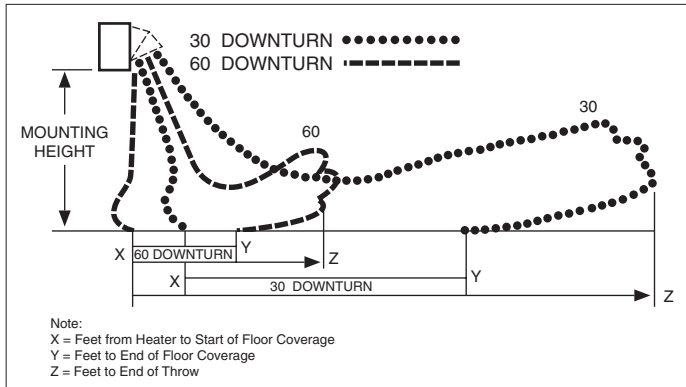 30 DOWNTURN
60 DOWNTURN
MOUNTING
HEIGHT
60
30
X 60 DOWNTURN Y Z
X 30 DOWNTURN Y Z
Note:
X = Feet from Heater to Start of Floor Coverage
Y = Feet to End of Floor Coverage
Z = Feet to End of Throw